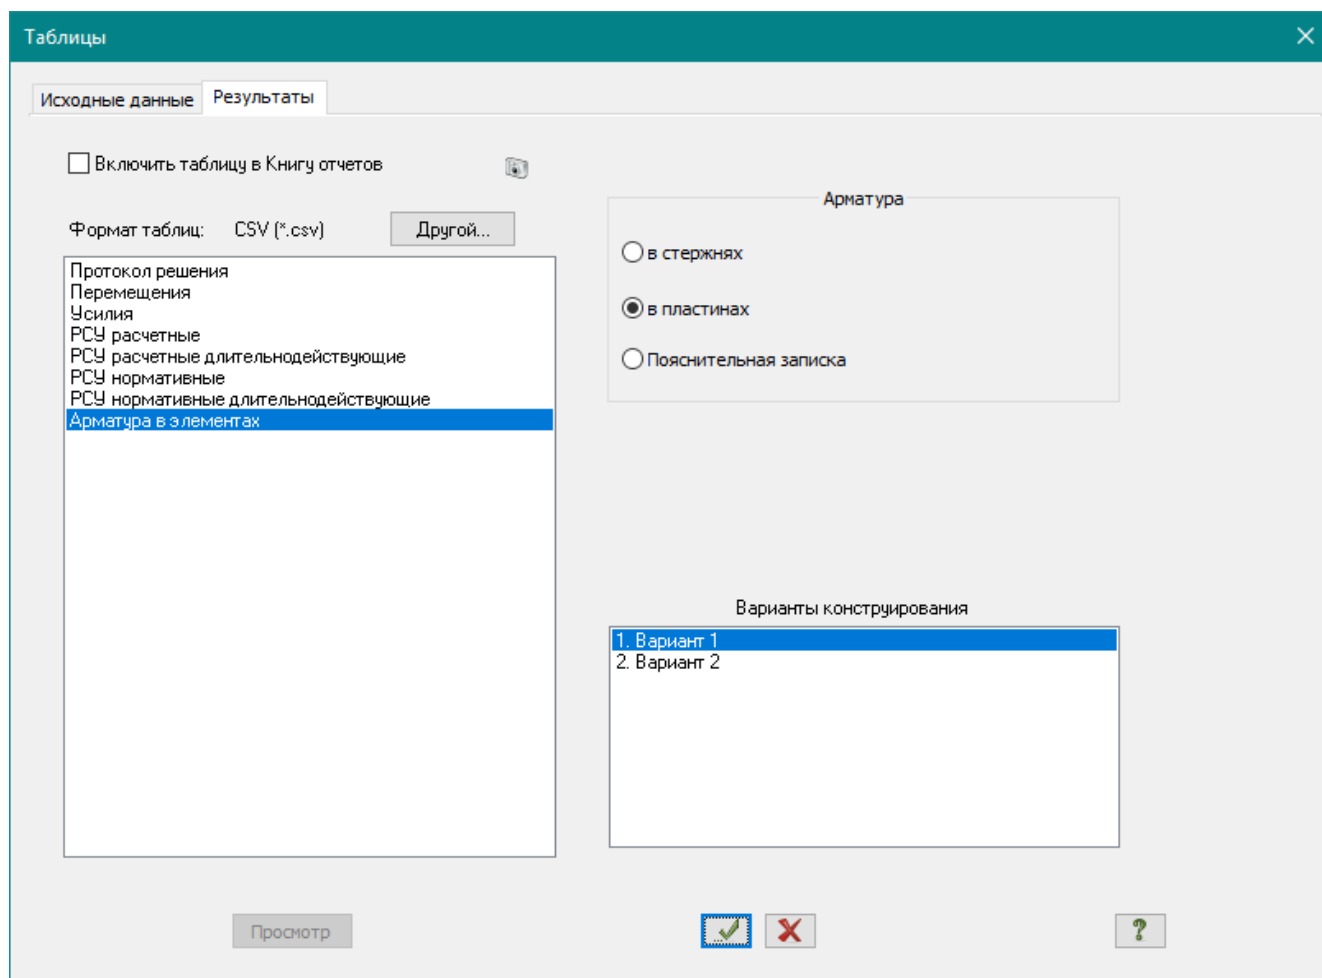 Таблицы
Исходные данные
Результаты
Включить таблицу в Книгу отчетов
Формат таблиц: CSV (*.csv) Другой...
Протокол решения
Перемещения
Усилия
РСУ расчетные
РСУ расчетные длительнодействующие
РСУ нормативные
РСУ нормативные длительнодействующие
Арматура в элементах
Арматура
в стержнях
в пластинах
Пояснительная записка
Варианты конструирования
1. Вариант 1
2. Вариант 2
Просмотр
?